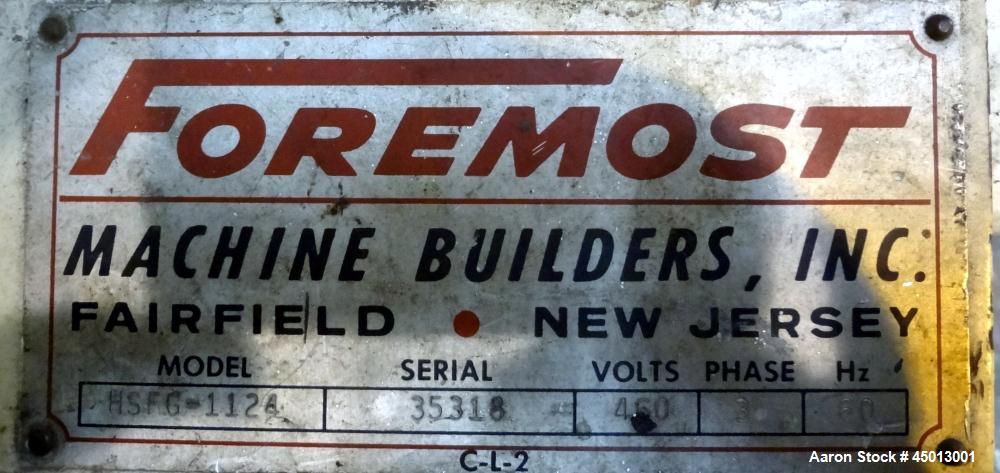 FOREMOST
MACHINE BUILDERS, INC.
FAIRFIELD • NEW JERSEY
MODEL SERIAL VOLTS PHASE Hz
HSFG-1124 35318 460 3 60
C-L-2
Aaron Stock # 45013001